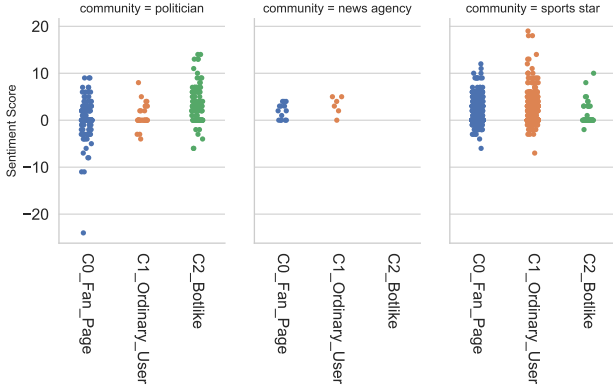 community = politician
community = news agency
community = sports star
Sentiment Score
20
10
0
−10
−20
C0_Fan_Page
C1_Ordinary_User
C2_Botlike
C0_Fan_Page
C1_Ordinary_User
C2_Botlike
C0_Fan_Page
C1_Ordinary_User
C2_Botlike